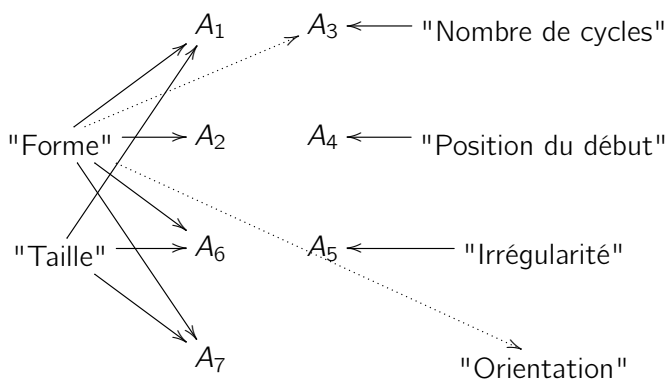 A₁ A₃ "Nombre de cycles"
"Forme" A₂ A₄ "Position du début"
"Taille" A₆ A₅ "Irrégularité"
A₇ "Orientation"